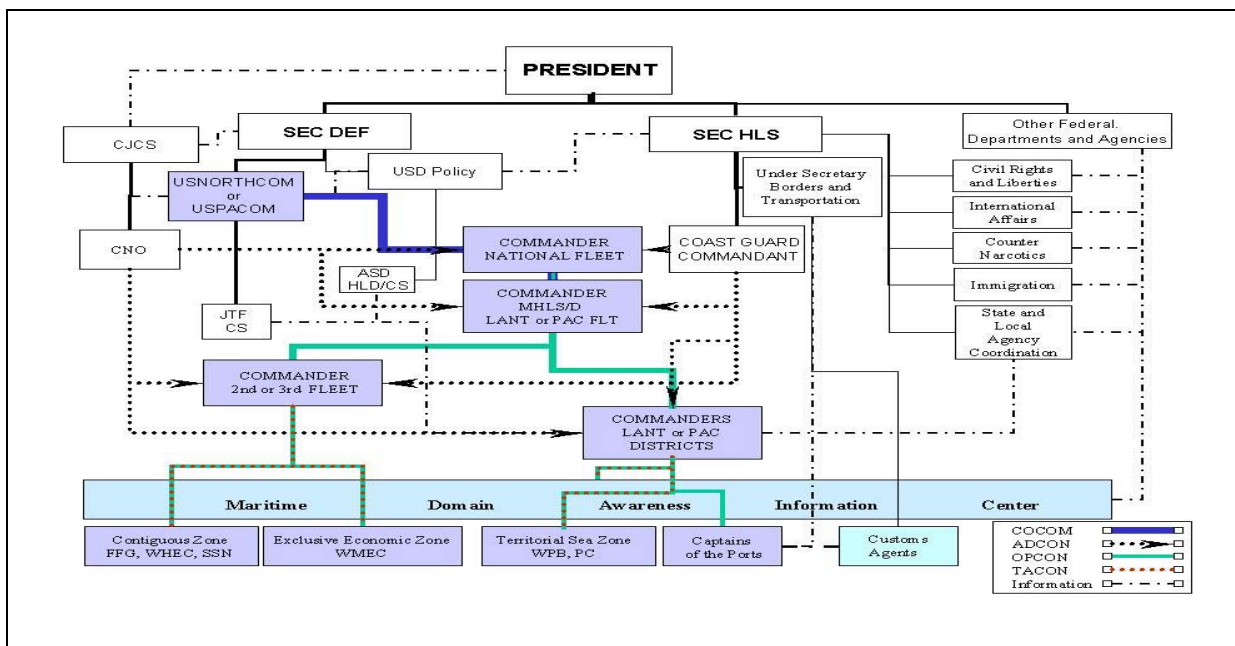 PRESIDENT
SEC DEF
SEC HLS
Other Federal.
Departments and Agencies
CJCS
USD Policy
Under Secretary
Borders and
Transportation
Civil Rights
and Liberties
USNORTHCOM
or
USPACOM
International
Affairs
CNO
COMMANDER
NATIONAL FLEET
COAST GUARD
COMMANDANT
Counter
Narcotics
ASD
HLD/CS
COMMANDER
MHLS/D
LANT or PAC FLT
Immigration
JTF
CS
State and
Local
Agency
Coordination
COMMANDER
2nd or 3rd FLEET
COMMANDERS
LANT or PAC
DISTRICTS
Maritime Domain Awareness Information Center
Contiguous Zone
FFG, WHEC, SSN
Exclusive Economic Zone
WMEC
Territorial Sea Zone
WPB, PC
Captains
of the Ports
Customs
Agents
COCOM
ADCON
OPCON
TACON
Information